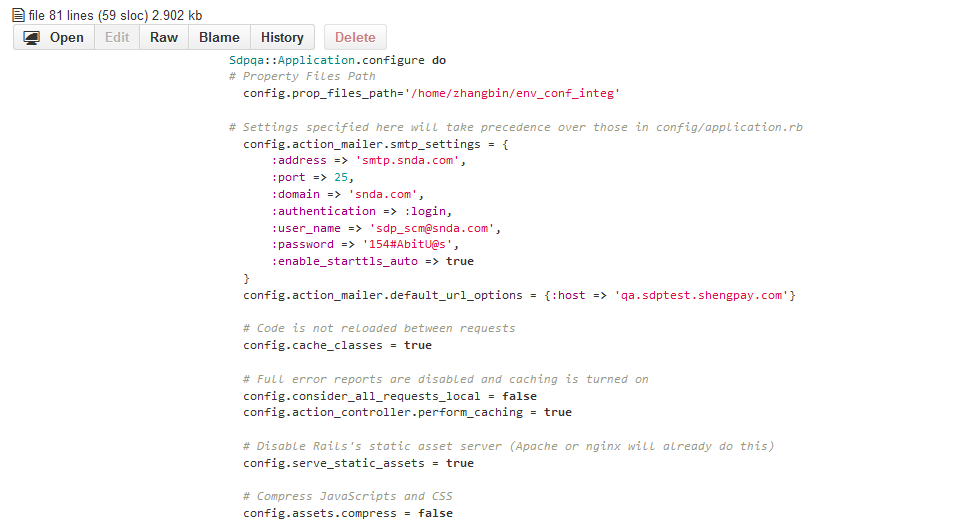 file 81 lines (59 sloc) 2.902 kb
Open Edit Raw Blame History Delete
Sdpqa::Application.configure do
# Property Files Path
config.prop_files_path='/home/zhangbin/env_conf_integ'
# Settings specified here will take precedence over those in config/application.rb
config.action_mailer.smtp_settings = {
:address => 'smtp.snda.com',
:port => 25,
:domain => 'snda.com',
:authentication => :login,
:user_name => 'sdp_scm@snda.com',
:password => '154#AbitU@s',
:enable_starttls_auto => true
}
config.action_mailer.default_url_options = {:host => 'qa.sdptest.shengpay.com'}
# Code is not reloaded between requests
config.cache_classes = true
# Full error reports are disabled and caching is turned on
config.consider_all_requests_local = false
config.action_controller.perform_caching = true
# Disable Rails's static asset server (Apache or nginx will already do this)
config.serve_static_assets = true
# Compress JavaScripts and CSS
config.assets.compress = false